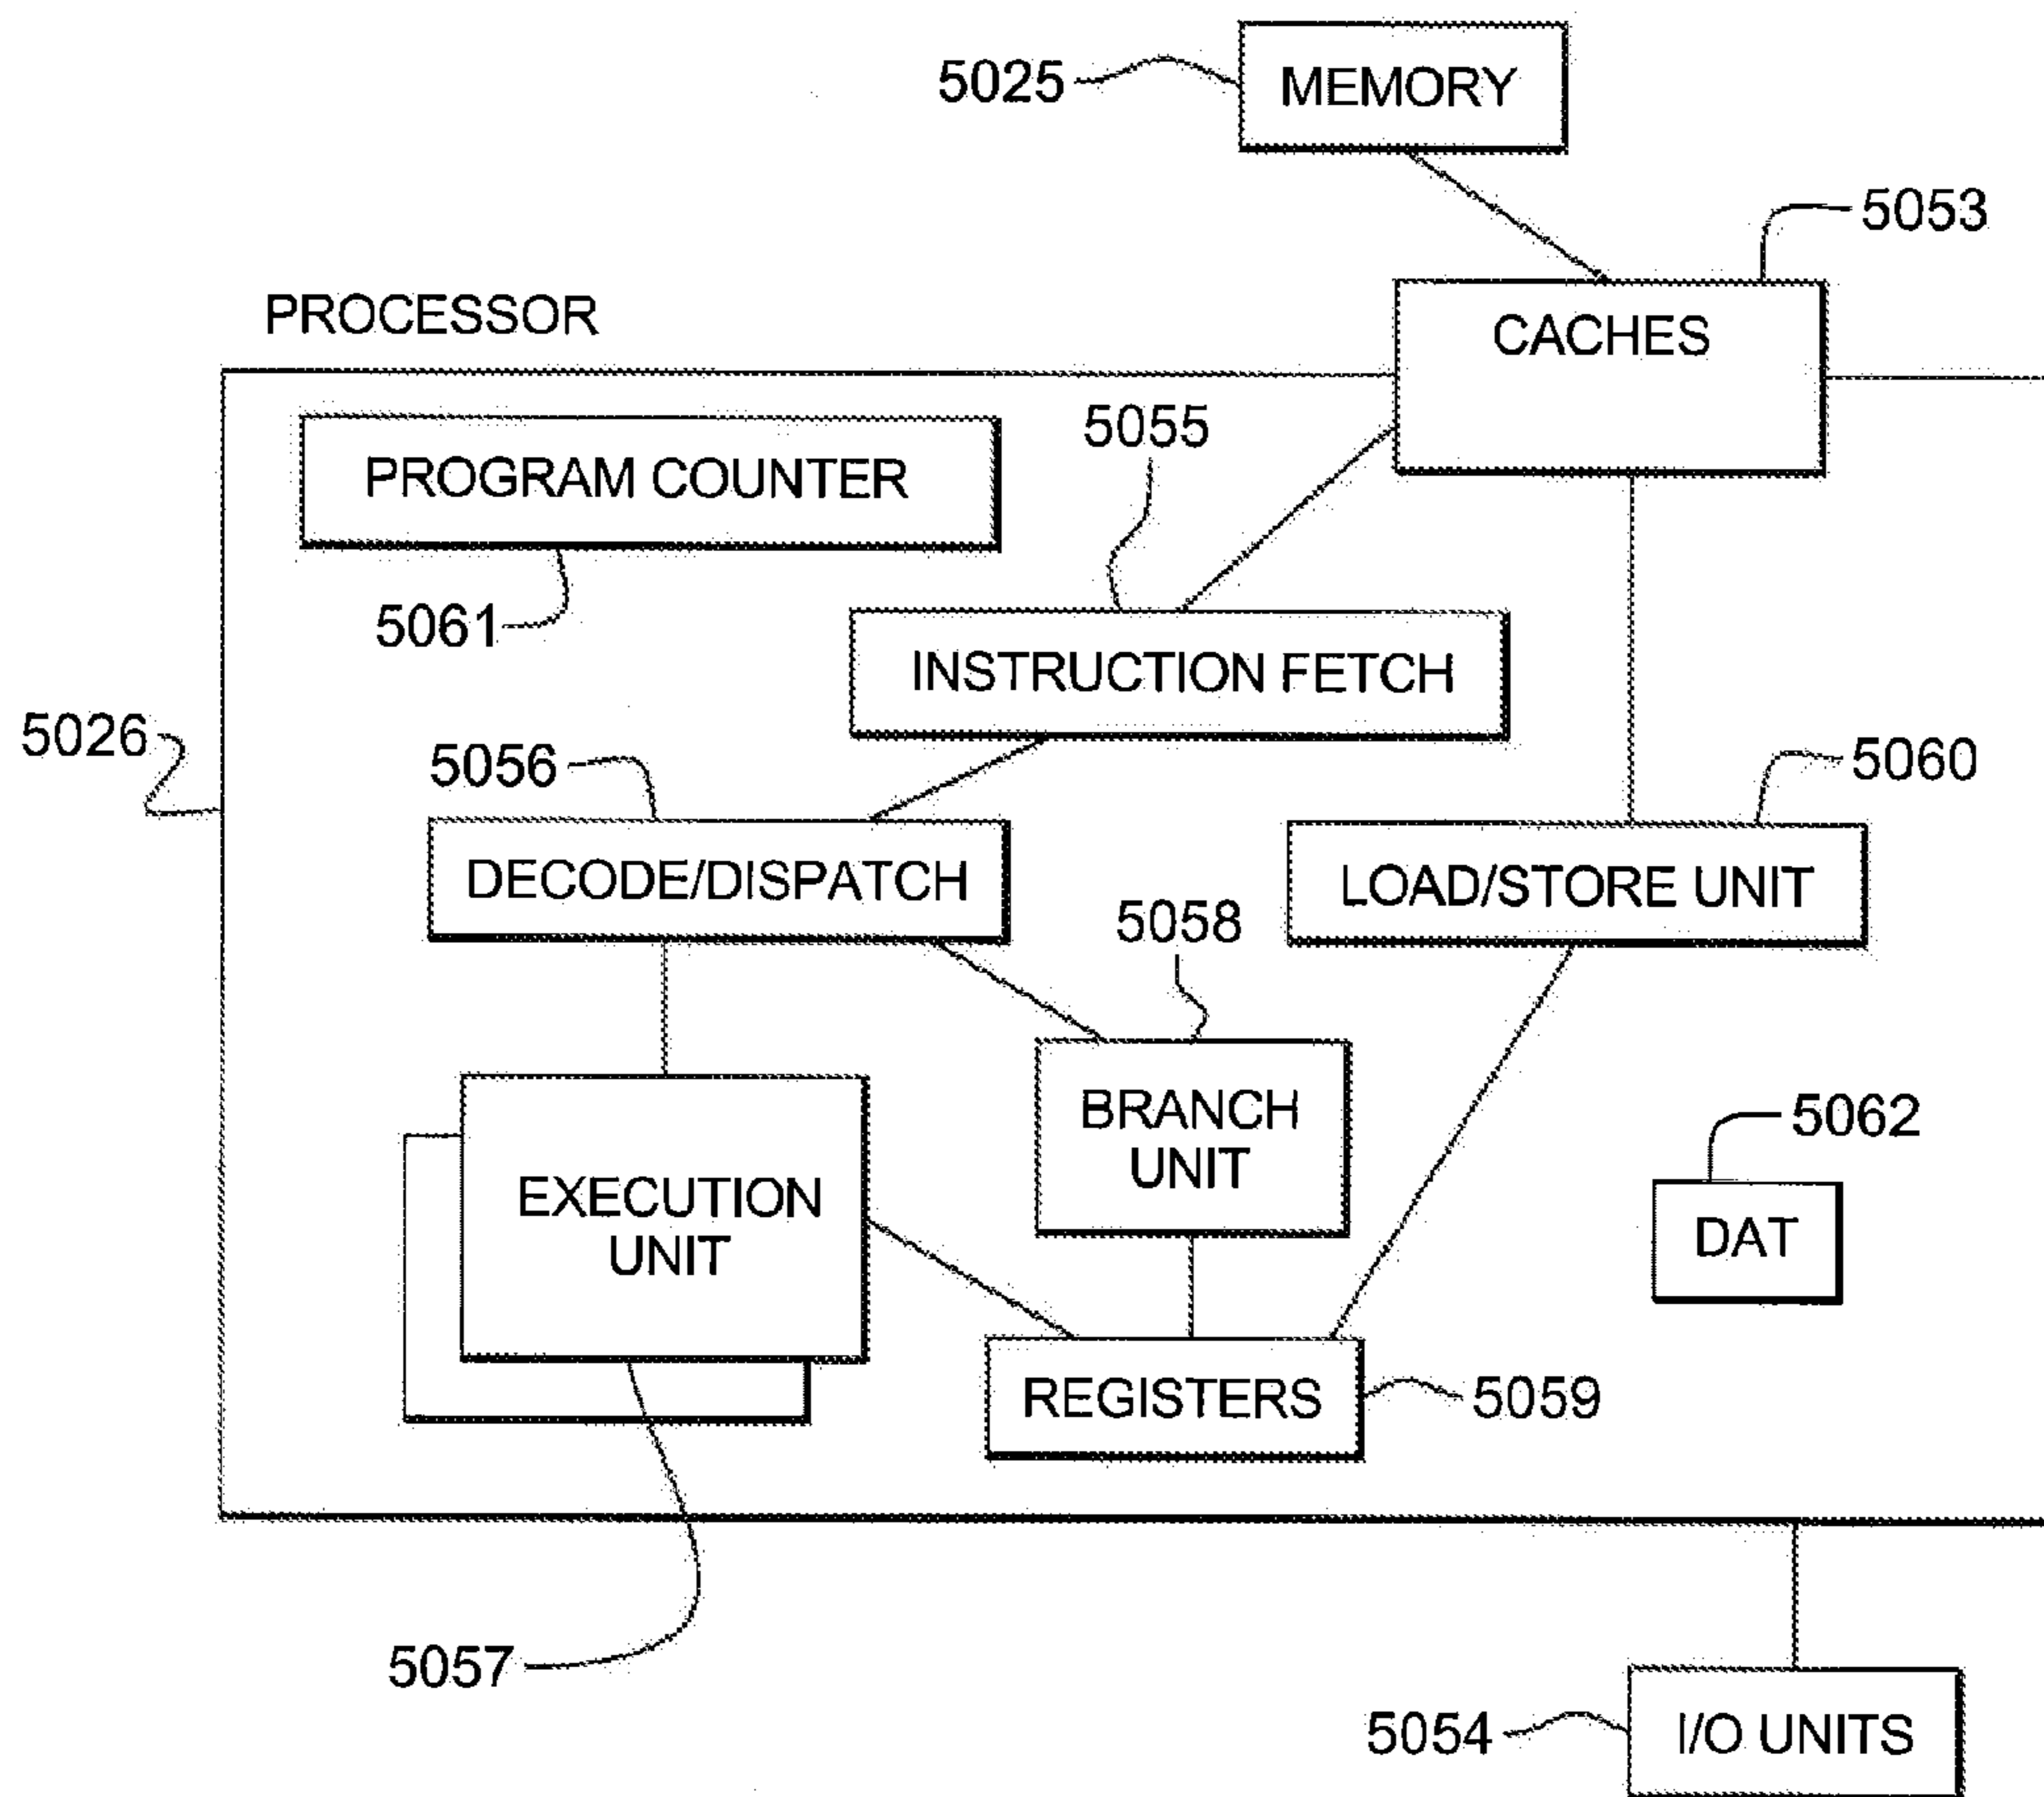 5025
MEMORY
5053
PROCESSOR
CACHES
5055
PROGRAM COUNTER
5061
INSTRUCTION FETCH
5026
5056
5060
DECODE/DISPATCH
LOAD/STORE UNIT
5058
BRANCH
UNIT
5062
EXECUTION
UNIT
DAT
REGISTERS
5059
5057
5054
I/O UNITS